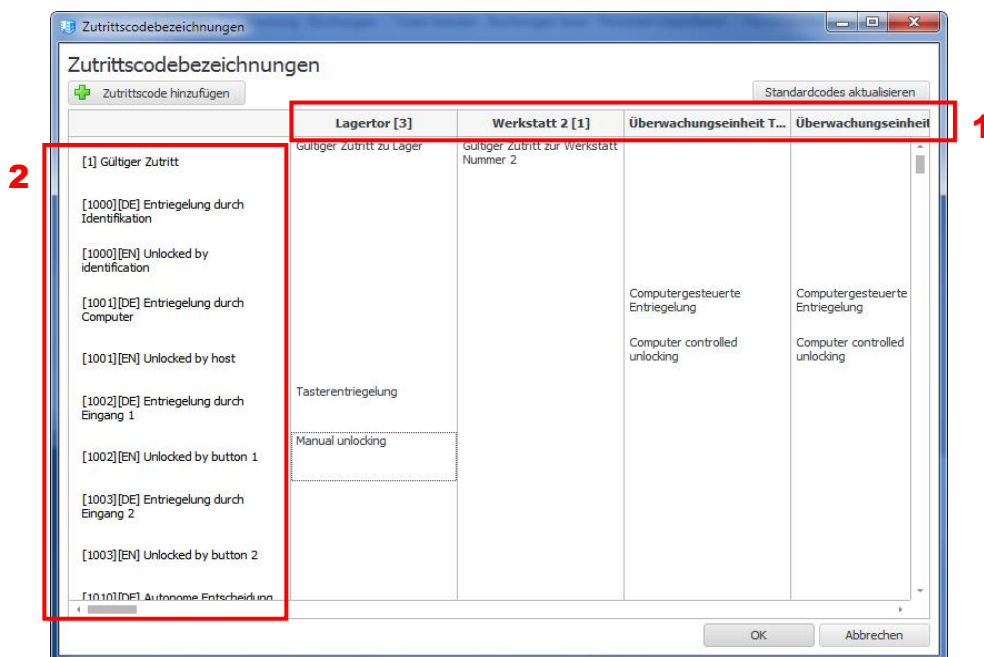 Zutrittscodebezeichnungen
Zutrittscodebezeichnungen
Zutrittscode hinzufügen
Standardcodes aktualisieren
1
Lagertor [3]
Werkstatt 2 [1]
Überwachungseinheit T...
Überwachungseinheit
2
[1] Gültiger Zutritt
Gültiger Zutritt zu Lager
Gültiger Zutritt zur Werkstatt
Nummer 2
[1000][DE] Entriegelung durch
Identifikation
[1000][EN] Unlocked by
identification
[1001][DE] Entriegelung durch
Computer
Computergesteuerte
Entriegelung
Computergesteuerte
Entriegelung
[1001][EN] Unlocked by host
Computer controlled
unlocking
Computer controlled
unlocking
[1002][DE] Entriegelung durch
Eingang 1
Tasterentriegelung
[1002][EN] Unlocked by button 1
Manual unlocking
[1003][DE] Entriegelung durch
Eingang 2
[1003][EN] Unlocked by button 2
[1010][DE] Autonome Entscheidung
OK
Abbrechen